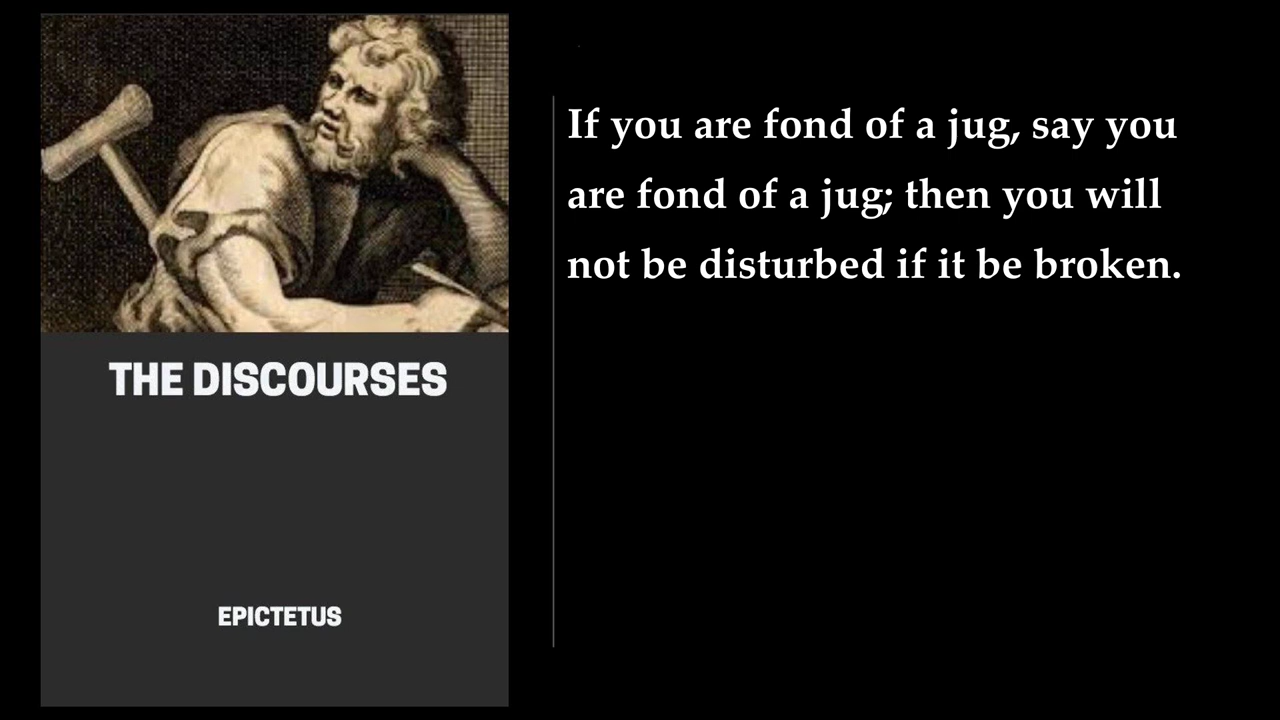 THE DISCOURSES
EPICTETUS
If you are fond of a jug, say you
are fond of a jug; then you will
not be disturbed if it be broken.